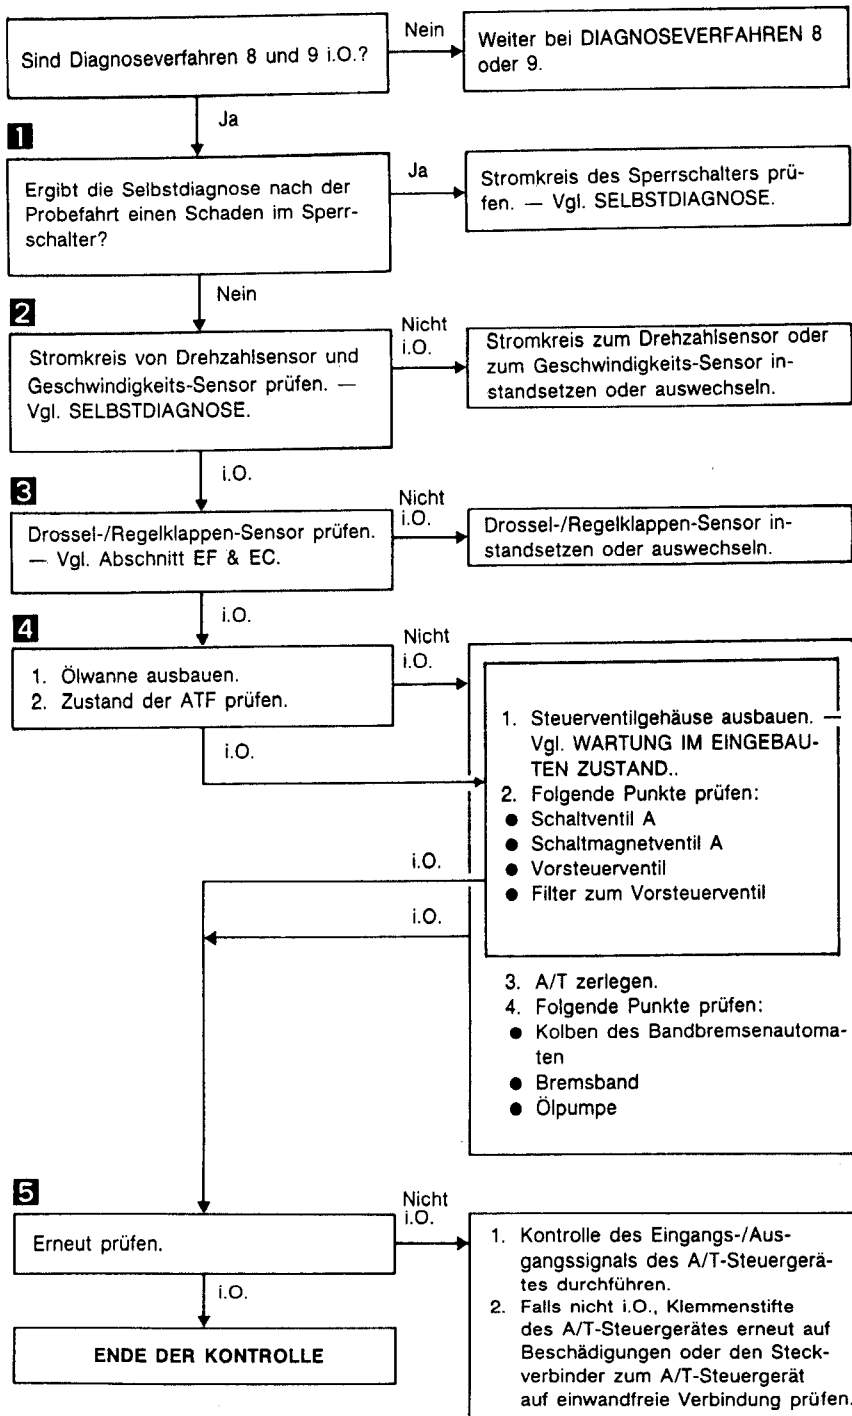 Sind Diagnoseverfahren 8 und 9 i.O.?
Nein
Weiter bei DIAGNOSEVERFAHREN 8
oder 9.
Ja
1
Ergibt die Selbstdiagnose nach der
Probefahrt einen Schaden im Sperr-
schalter?
Ja
Stromkreis des Sperrschalters prü-
fen. — Vgl. SELBSTDIAGNOSE.
Nein
2
Stromkreis von Drehzahlsensor und
Geschwindigkeits-Sensor prüfen. —
Vgl. SELBSTDIAGNOSE.
Nicht
i.O.
Stromkreis zum Drehzahlsensor oder
zum Geschwindigkeits-Sensor in-
standsetzen oder auswechseln.
i.O.
3
Drossel-/Regelklappen-Sensor prüfen.
— Vgl. Abschnitt EF & EC.
Nicht
i.O.
Drossel-/Regelklappen-Sensor in-
standsetzen oder auswechseln.
i.O.
4
1. Ölwanne ausbauen.
2. Zustand der ATF prüfen.
Nicht
i.O.
i.O.
1. Steuerventilgehäuse ausbauen. —
Vgl. WARTUNG IM EINGEBAU-
TEN ZUSTAND..
2. Folgende Punkte prüfen:
● Schaltventil A
● Schaltmagnetventil A
● Vorsteuerventil
● Filter zum Vorsteuerventil
i.O.
i.O.
3. A/T zerlegen.
4. Folgende Punkte prüfen:
● Kolben des Bandbremsenautoma-
ten
● Bremsband
● Ölpumpe
5
Erneut prüfen.
Nicht
i.O.
1. Kontrolle des Eingangs-/Aus-
gangssignals des A/T-Steuergerä-
tes durchführen.
2. Falls nicht i.O., Klemmenstifte
des A/T-Steuergerätes erneut auf
Beschädigungen oder den Steck-
verbinder zum A/T-Steuergerät
auf einwandfreie Verbindung prüfen.
i.O.
ENDE DER KONTROLLE